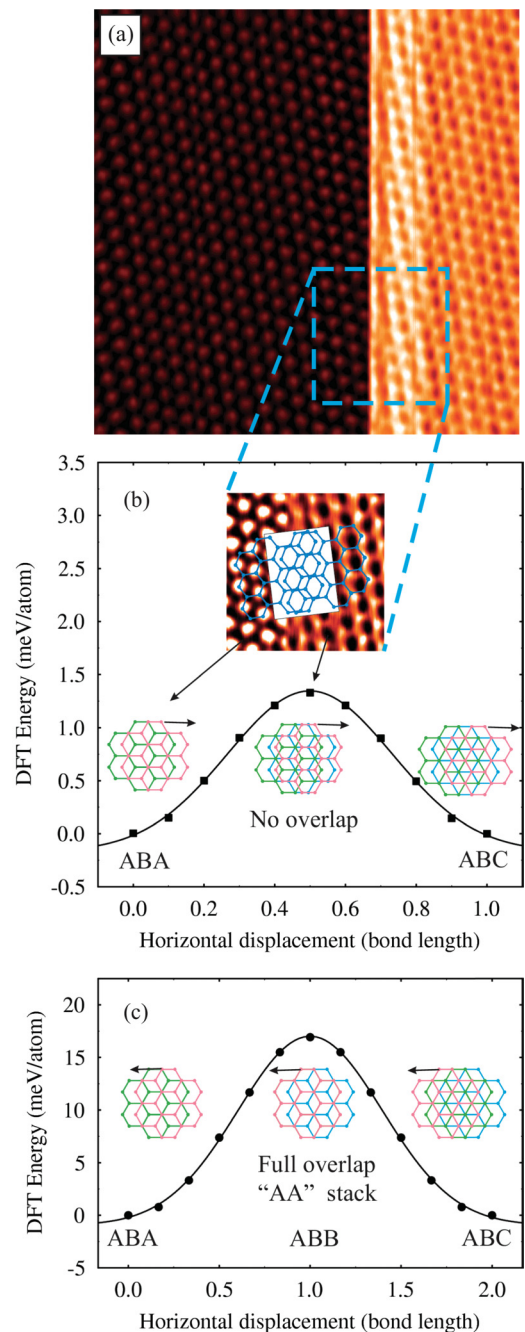 (a)
3.5
3.0
2.5
2.0
1.5
1.0
0.5
0.0
-0.5
DFT Energy (meV/atom)
(b)
No overlap
ABA
ABC
0.0 0.2 0.4 0.6 0.8 1.0
Horizontal displacement (bond length)
20
15
10
5
0
-5
DFT Energy (meV/atom)
(c)
Full overlap
“AA” stack
ABA
ABB
ABC
0.0 0.5 1.0 1.5 2.0
Horizontal displacement (bond length)